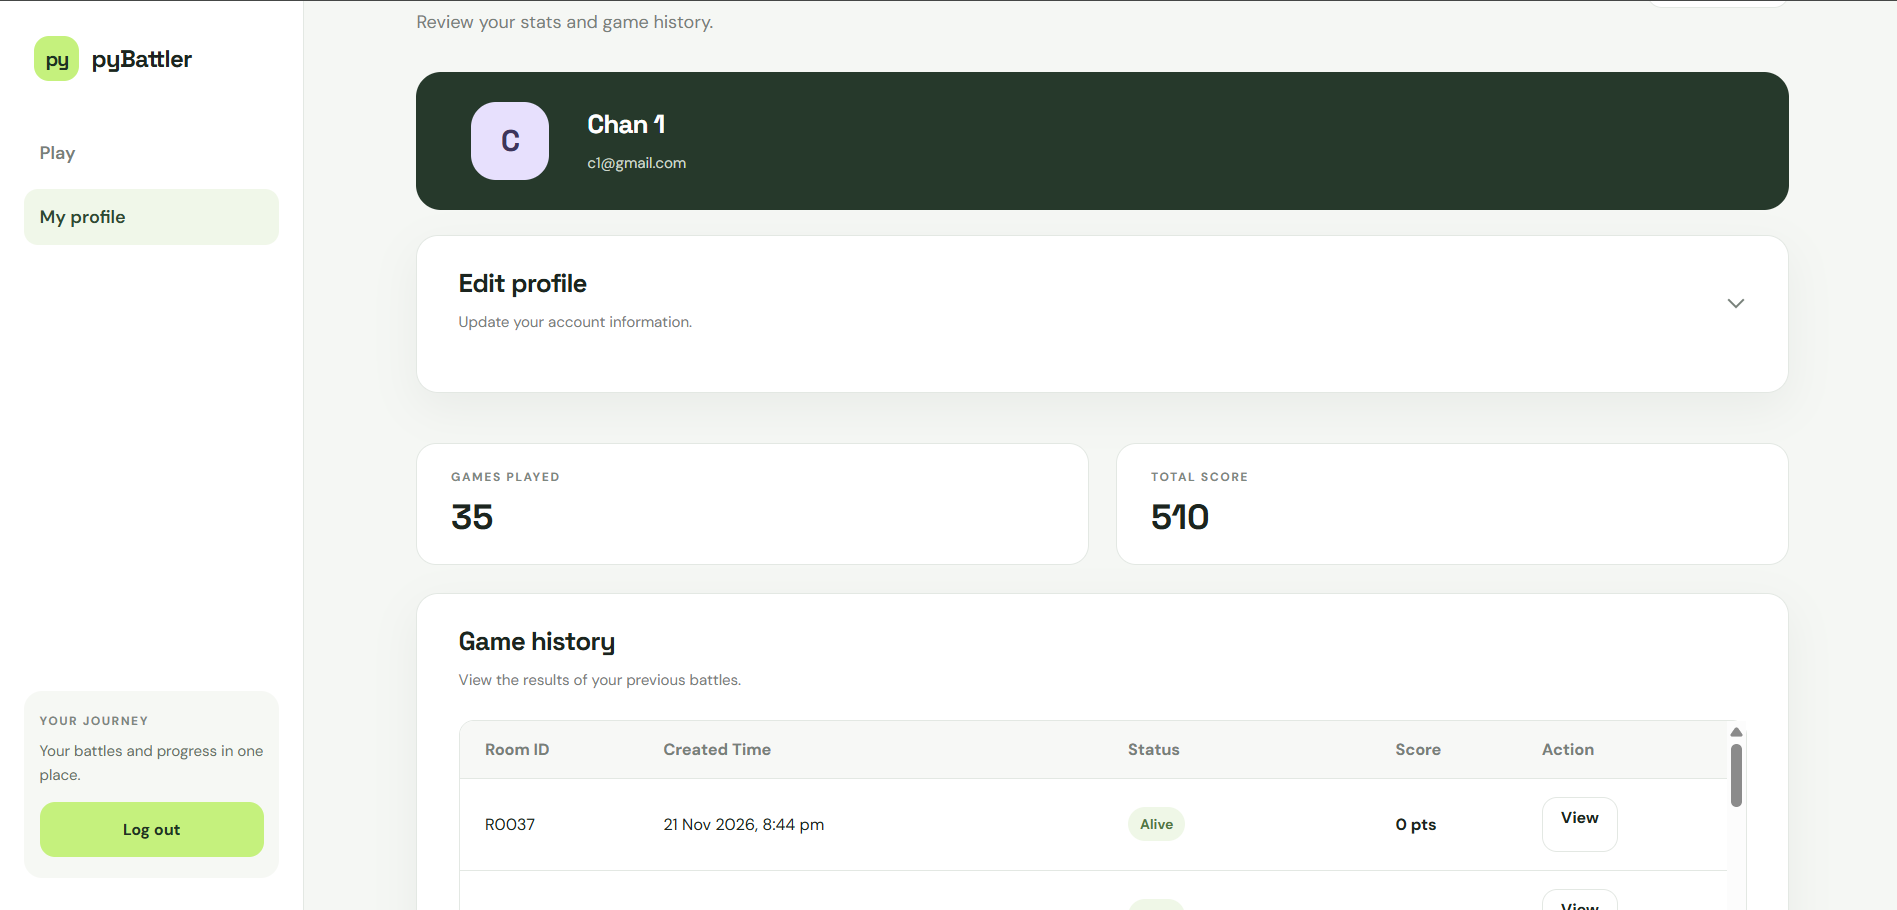 py pyBattler
Play
My profile
YOUR JOURNEY
Your battles and progress in one
place.
Log out
Review your stats and game history.
C
Chan 1
c1@gmail.com
Edit profile
Update your account information.
GAMES PLAYED
35
TOTAL SCORE
510
Game history
View the results of your previous battles.
Room ID Created Time Status Score Action
R0037 21 Nov 2026, 8:44 pm Alive 0 pts View
View